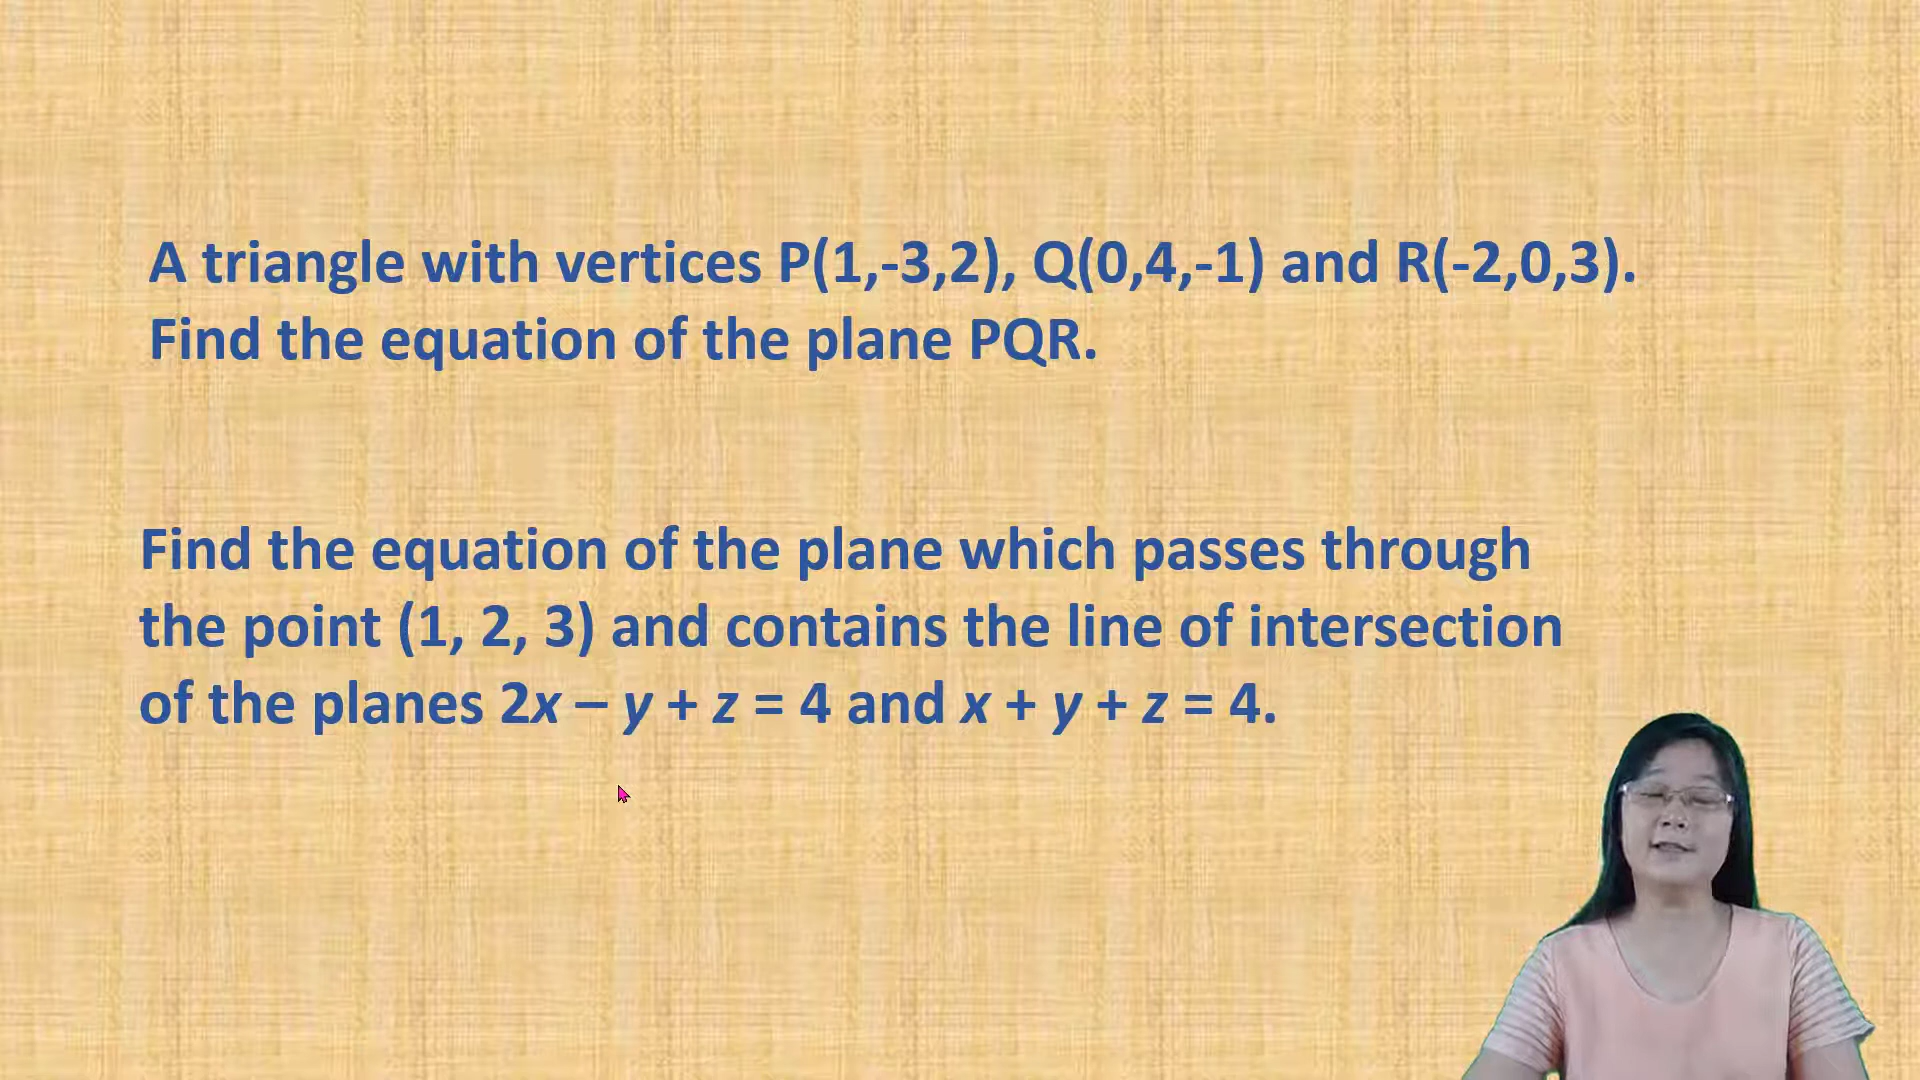 A triangle with vertices P(1,-3,2), Q(0,4,-1) and R(-2,0,3).
Find the equation of the plane PQR.
Find the equation of the plane which passes through
the point (1, 2, 3) and contains the line of intersection
of the planes 2x – y + z = 4 and x + y + z = 4.